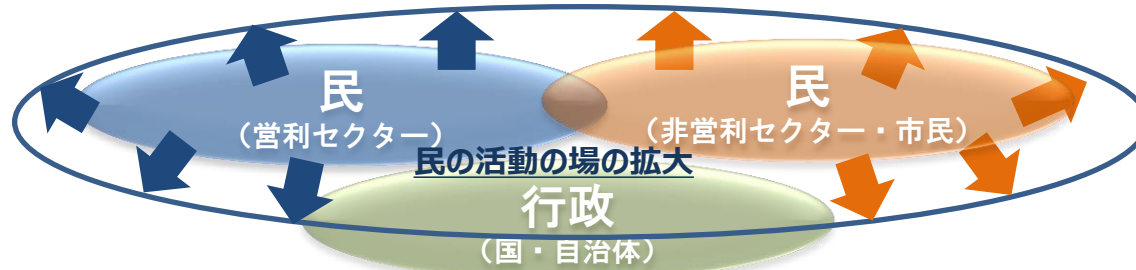 民
（営利セクター）
民
（非営利セクター・市民）
民の活動の場の拡大
行政
（国・自治体）